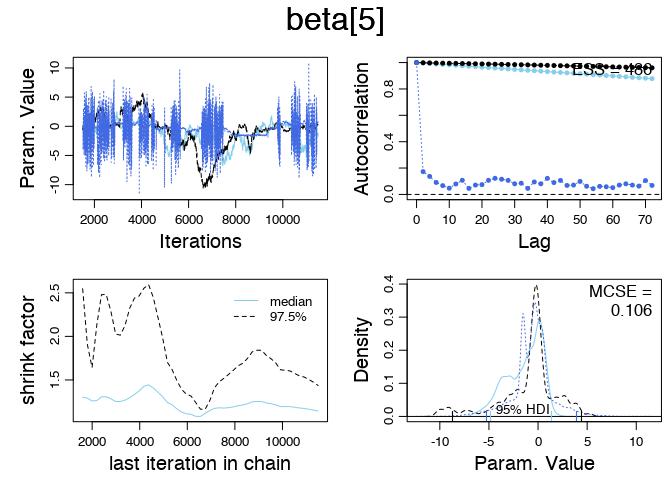 beta[5]
Param. Value
10
5
0
-5
-10
2000 4000 6000 8000 10000
Iterations
Autocorrelation
0.0 0.4 0.8
ESS = 480
0 10 20 30 40 50 60 70
Lag
shrink factor
1.5 2.0 2.5
median
97.5%
2000 4000 6000 8000 10000
last iteration in chain
Density
0.0 0.1 0.2 0.3 0.4
MCSE =
0.106
95% HDI
-10 -5 0 5 10
Param. Value